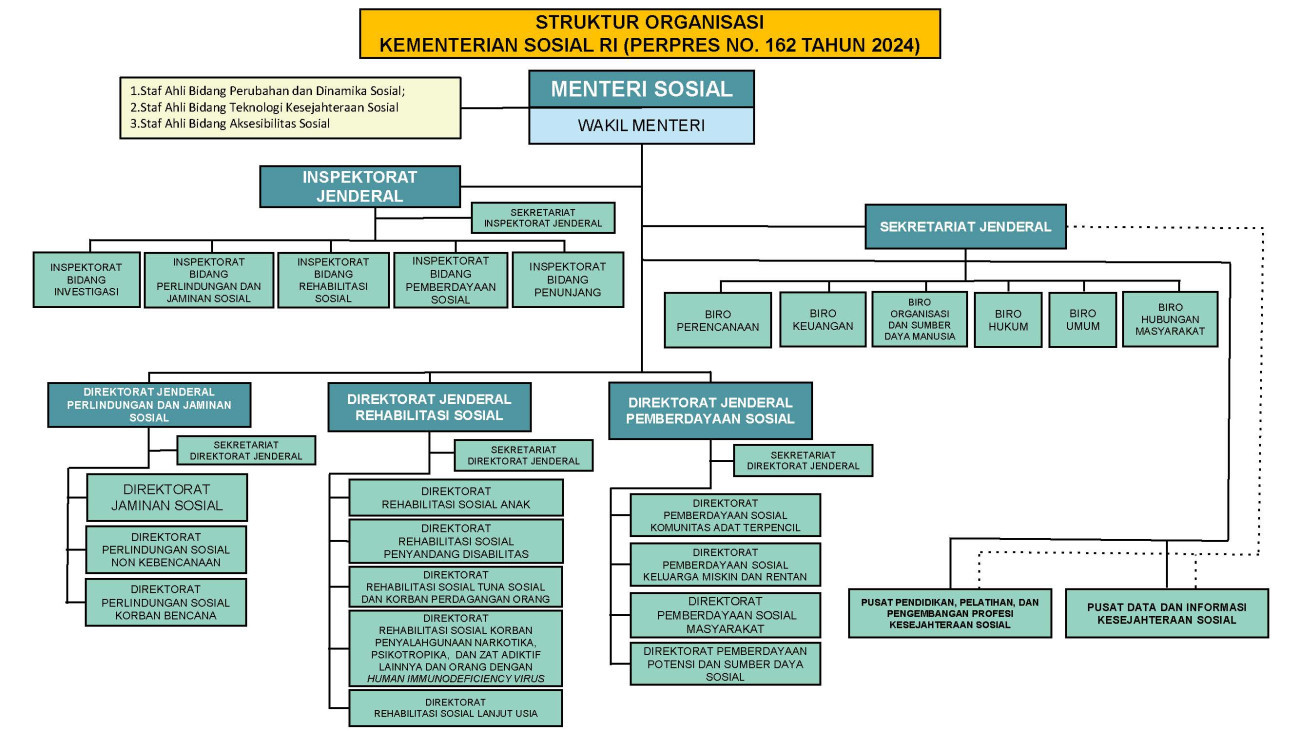 STRUKTUR ORGANISASI
KEMENTERIAN SOSIAL RI (PERPRES NO. 162 TAHUN 2024)
MENTERI SOSIAL
WAKIL MENTERI
1.Staf Ahli Bidang Perubahan dan Dinamika Sosial;
2.Staf Ahli Bidang Teknologi Kesejahteraan Sosial
3.Staf Ahli Bidang Aksesibilitas Sosial
INSPEKTORAT
JENDERAL
SEKRETARIAT
INSPEKTORAT JENDERAL
INSPEKTORAT
BIDANG
INVESTIGASI
INSPEKTORAT
BIDANG
PERLINDUNGAN DAN
JAMINAN SOSIAL
INSPEKTORAT
BIDANG
REHABILITASI
SOSIAL
INSPEKTORAT
BIDANG
PEMBERDAYAAN
SOSIAL
INSPEKTORAT
BIDANG
PENUNJANG
SEKRETARIAT JENDERAL
BIRO
PERENCANAAN
BIRO
KEUANGAN
BIRO
ORGANISASI
DAN SUMBER
DAYA MANUSIA
BIRO
HUKUM
BIRO
UMUM
BIRO
HUBUNGAN
MASYARAKAT
DIREKTORAT JENDERAL
PERLINDUNGAN DAN JAMINAN
SOSIAL
SEKRETARIAT
DIREKTORAT JENDERAL
DIREKTORAT
JAMINAN SOSIAL
DIREKTORAT
PERLINDUNGAN SOSIAL
NON KEBENCANAAN
DIREKTORAT
PERLINDUNGAN SOSIAL
KORBAN BENCANA
DIREKTORAT JENDERAL
REHABILITASI SOSIAL
SEKRETARIAT
DIREKTORAT JENDERAL
DIREKTORAT
REHABILITASI SOSIAL ANAK
DIREKTORAT
REHABILITASI SOSIAL
PENYANDANG DISABILITAS
DIREKTORAT
REHABILITASI SOSIAL TUNA SOSIAL
DAN KORBAN PERDAGANGAN ORANG
DIREKTORAT
REHABILITASI SOSIAL KORBAN
PENYALAHGUNAAN NARKOTIKA,
PSIKOTROPIKA, DAN ZAT ADIKTIF
LAINNYA DAN ORANG DENGAN
HUMAN IMMUNODEFICIENCY VIRUS
DIREKTORAT
REHABILITASI SOSIAL LANJUT USIA
DIREKTORAT JENDERAL
PEMBERDAYAAN SOSIAL
SEKRETARIAT
DIREKTORAT JENDERAL
DIREKTORAT
PEMBERDAYAAN SOSIAL
KOMUNITAS ADAT TERPENCIL
DIREKTORAT
PEMBERDAYAAN SOSIAL
KELUARGA MISKIN DAN RENTAN
DIREKTORAT
PEMBERDAYAAN SOSIAL
MASYARAKAT
DIREKTORAT PEMBERDAYAAN
POTENSI DAN SUMBER DAYA
SOSIAL
PUSAT PENDIDIKAN, PELATIHAN, DAN
PENGEMBANGAN PROFESI
KESEJAHTERAAN SOSIAL
PUSAT DATA DAN INFORMASI
KESEJAHTERAAN SOSIAL